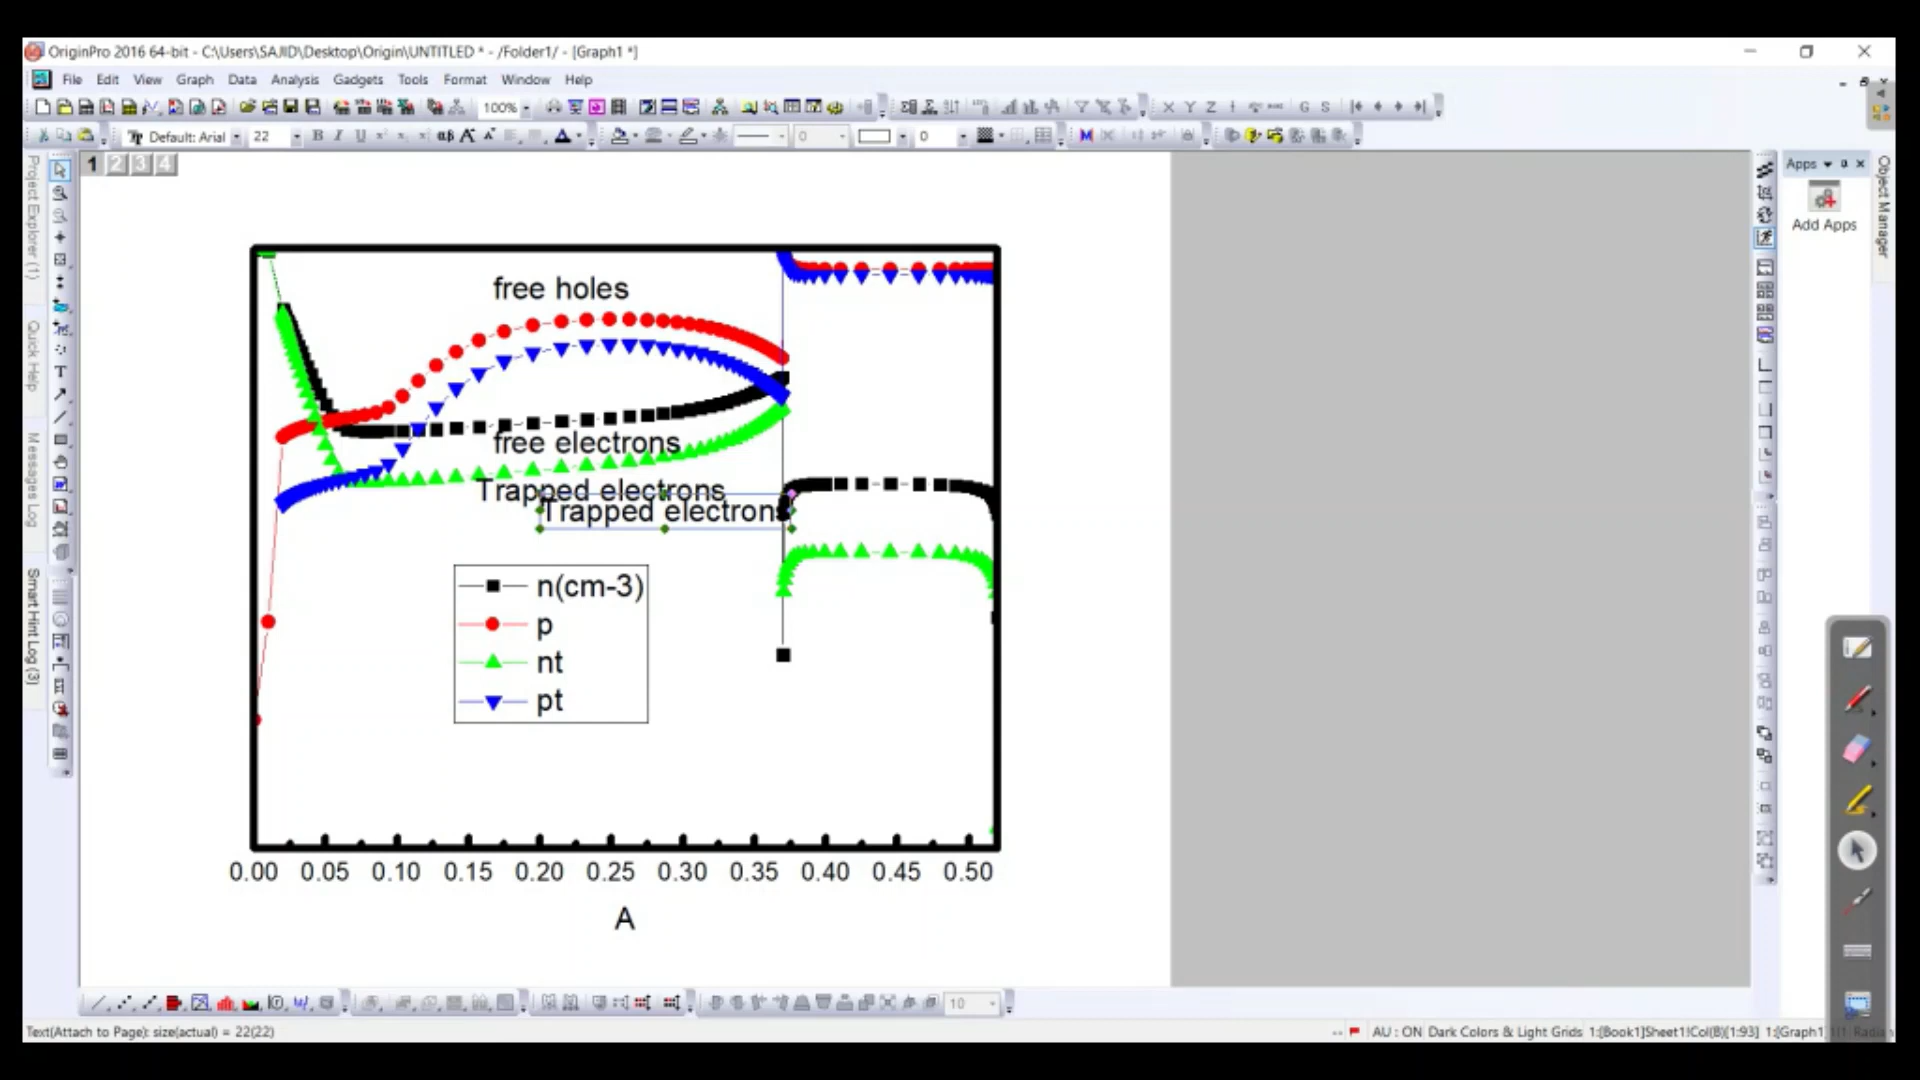 OriginPro 2016 64-bit - C:\Users\SAJID\Desktop\Origin\UNTITLED * - /Folder1/ - [Graph1 *]
File Edit View Graph Data Analysis Gadgets Tools Format Window Help
100%
X Y Z
G S
Default: Arial 22 B I U αβ A A A 0 0
1 2 3 4
Project Explorer (1)
Quick Help
Messages Log
Smart Hint Log (3)
Apps
Add Apps
Object Manager
free holes
free electrons
Trapped electrons
Trapped electrons
n(cm-3)
p
nt
pt
0.00 0.05 0.10 0.15 0.20 0.25 0.30 0.35 0.40 0.45 0.50
A
10
Text(Attach to Page): size(actual) = 22(22)
-- AU : ON Dark Colors & Light Grids 1:[Book1]Sheet1!Col(B)[1:93] 1:[Graph1